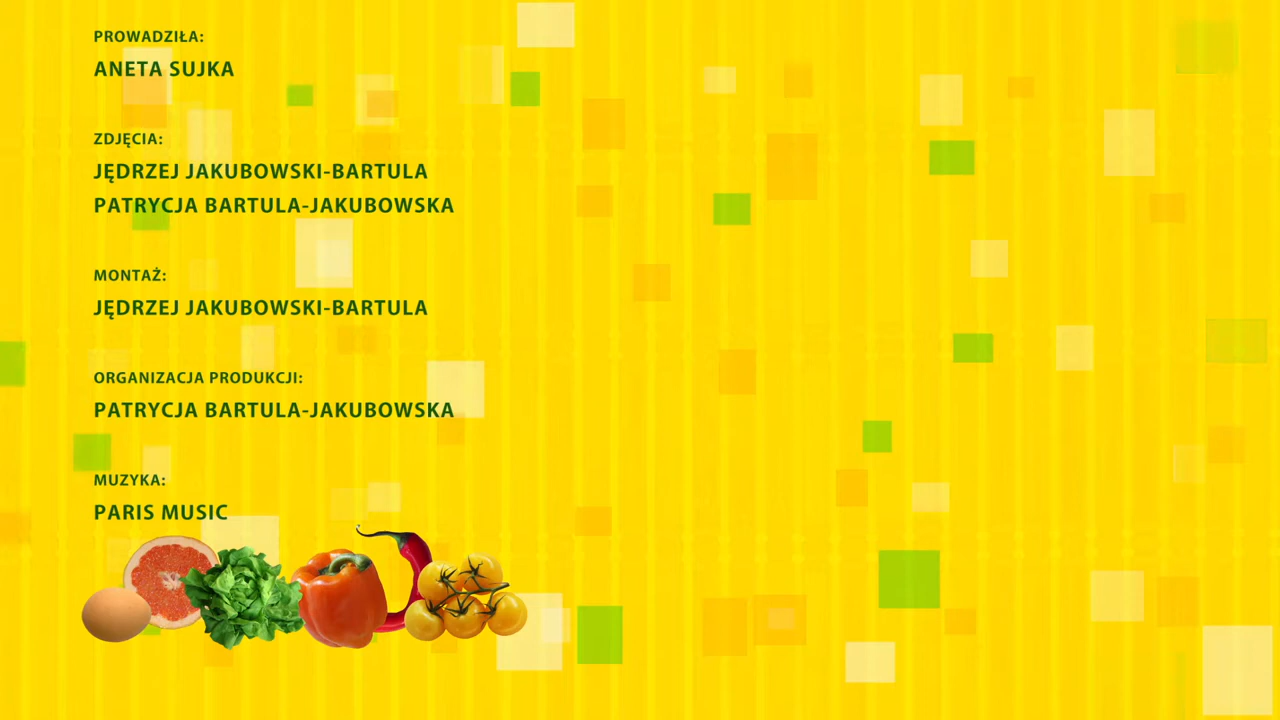 PROWADZIŁA:
ANETA SUJKA
ZDJĘCIA:
JĘDRZEJ JAKUBOWSKI-BARTULA
PATRYCJA BARTULA-JAKUBOWSKA
MONTAŻ:
JĘDRZEJ JAKUBOWSKI-BARTULA
ORGANIZACJA PRODUKCJI:
PATRYCJA BARTULA-JAKUBOWSKA
MUZYKA:
PARIS MUSIC